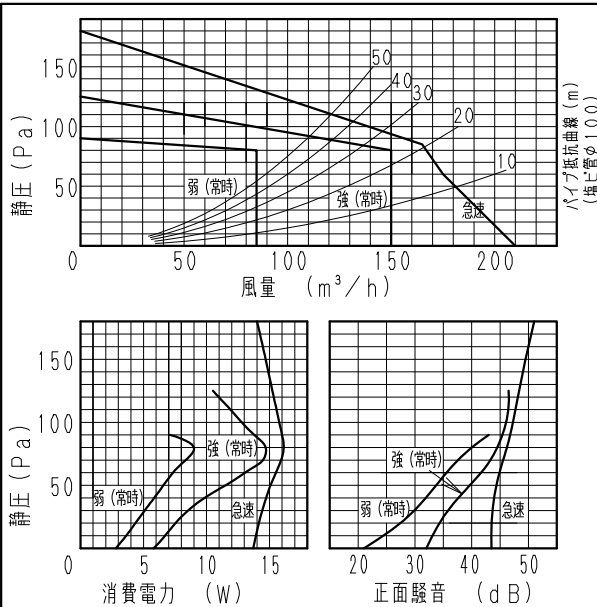 150
100
50
0
静圧 (Pa)
50
40
30
20
10
弱 (常時)
強 (常時)
急速
パイプ抵抗曲線 (m)
(塩ビ管φ100)
50
100
150
200
風量 (m³/h)
150
100
50
0
静圧 (Pa)
弱 (常時)
強 (常時)
急速
5
10
15
消費電力 (W)
強 (常時)
弱 (常時)
急速
20
30
40
50
正面騒音 (dB)